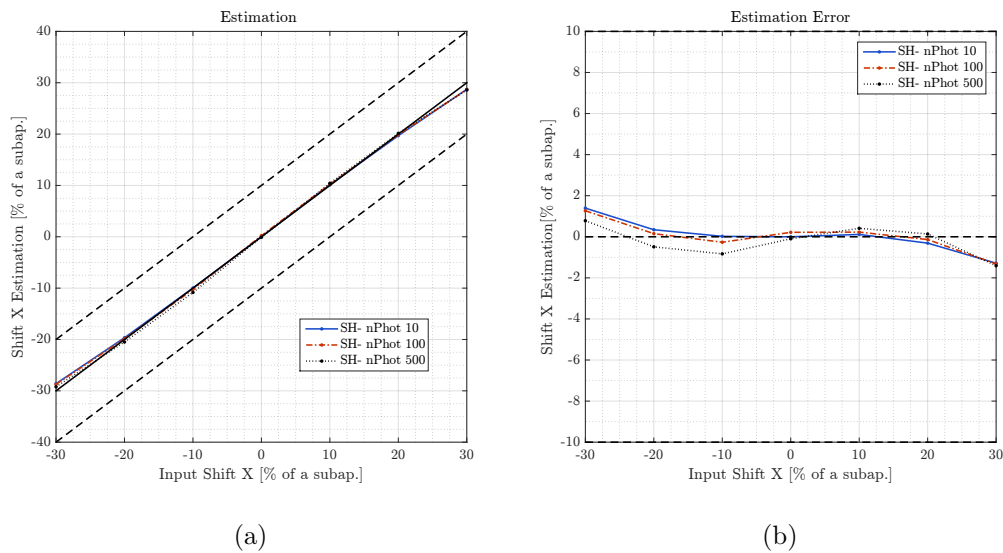 Estimation
40
30
20
10
0
-10
-20
-30
-40
Shift X Estimation [% of a subap.]
SH- nPhot 10
SH- nPhot 100
SH- nPhot 500
-30 -20 -10 0 10 20 30
Input Shift X [% of a subap.]
(a)
Estimation Error
10
8
6
4
2
0
-2
-4
-6
-8
-10
Shift X Estimation[% of a subap.]
SH- nPhot 10
SH- nPhot 100
SH- nPhot 500
-30 -20 -10 0 10 20 30
Input Shift X [% of a subap.]
(b)